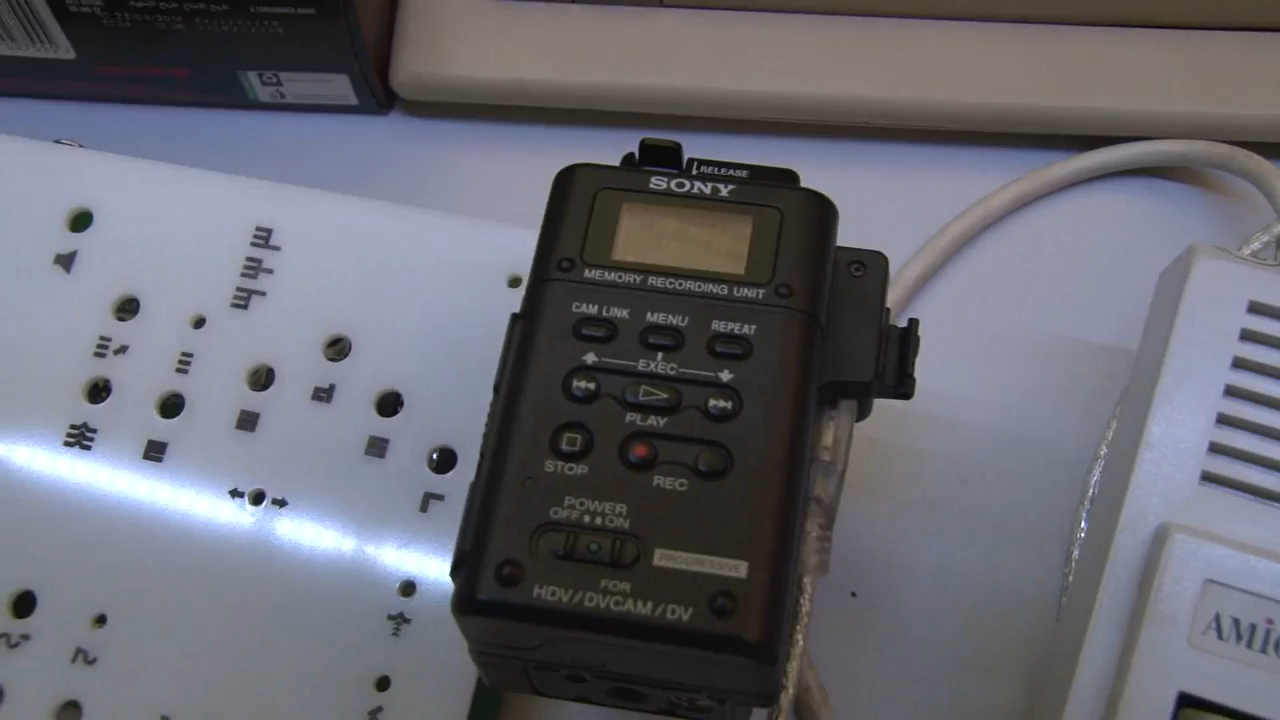 RELEASE
SONY
MEMORY RECORDING UNIT
CAM LINK
MENU
REPEAT
EXEC
PLAY
STOP
REC
POWER
OFF ON
PROGRESSIVE
FOR
HDV/DVCAM/DV